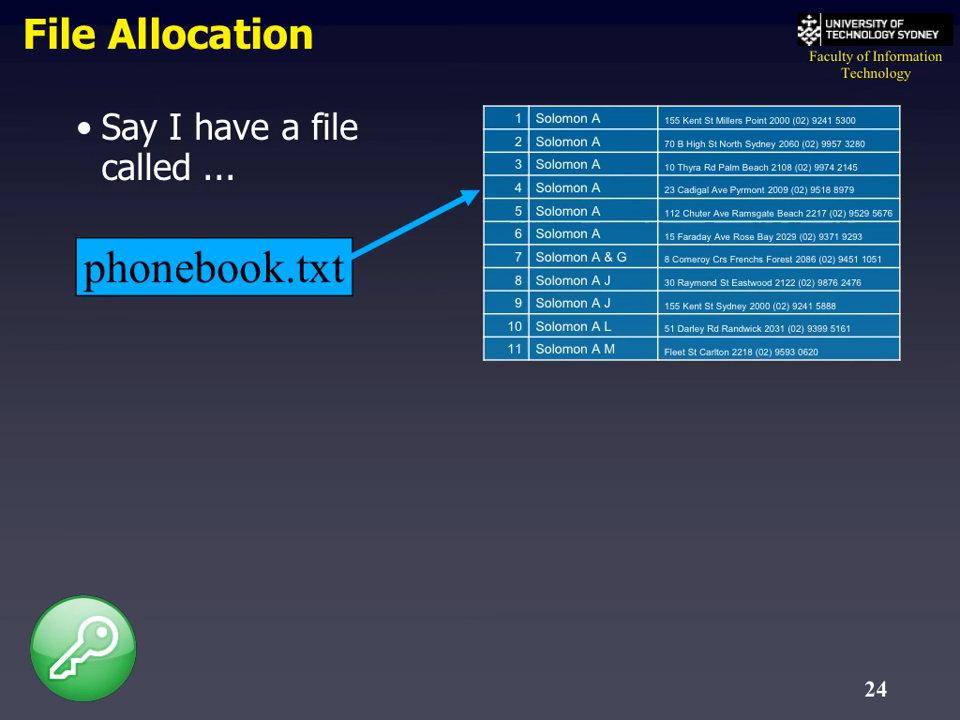 File Allocation
UNIVERSITY OF
TECHNOLOGY SYDNEY
Faculty of Information
Technology
• Say I have a file
called ...
phonebook.txt
1 Solomon A 155 Kent St Millers Point 2000 (02) 9241 5300
2 Solomon A 70 B High St North Sydney 2060 (02) 9957 3280
3 Solomon A 10 Thyra Rd Palm Beach 2108 (02) 9974 2145
4 Solomon A 23 Cadigal Ave Pyrmont 2009 (02) 9518 8979
5 Solomon A 112 Chuter Ave Ramsgate Beach 2217 (02) 9529 5676
6 Solomon A 15 Faraday Ave Rose Bay 2029 (02) 9371 9293
7 Solomon A & G 8 Comeroy Crs Frenchs Forest 2086 (02) 9451 1051
8 Solomon A J 30 Raymond St Eastwood 2122 (02) 9876 2476
9 Solomon A J 155 Kent St Sydney 2000 (02) 9241 5888
10 Solomon A L 51 Darley Rd Randwick 2031 (02) 9399 5161
11 Solomon A M Fleet St Carlton 2218 (02) 9593 0620
24